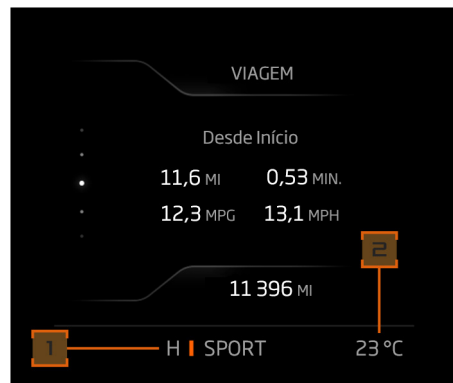 VIAGEM
Desde Início
11,6 MI 0,53 MIN.
12,3 MPG 13,1 MPH
2
11 396 MI
1 H SPORT 23 °C